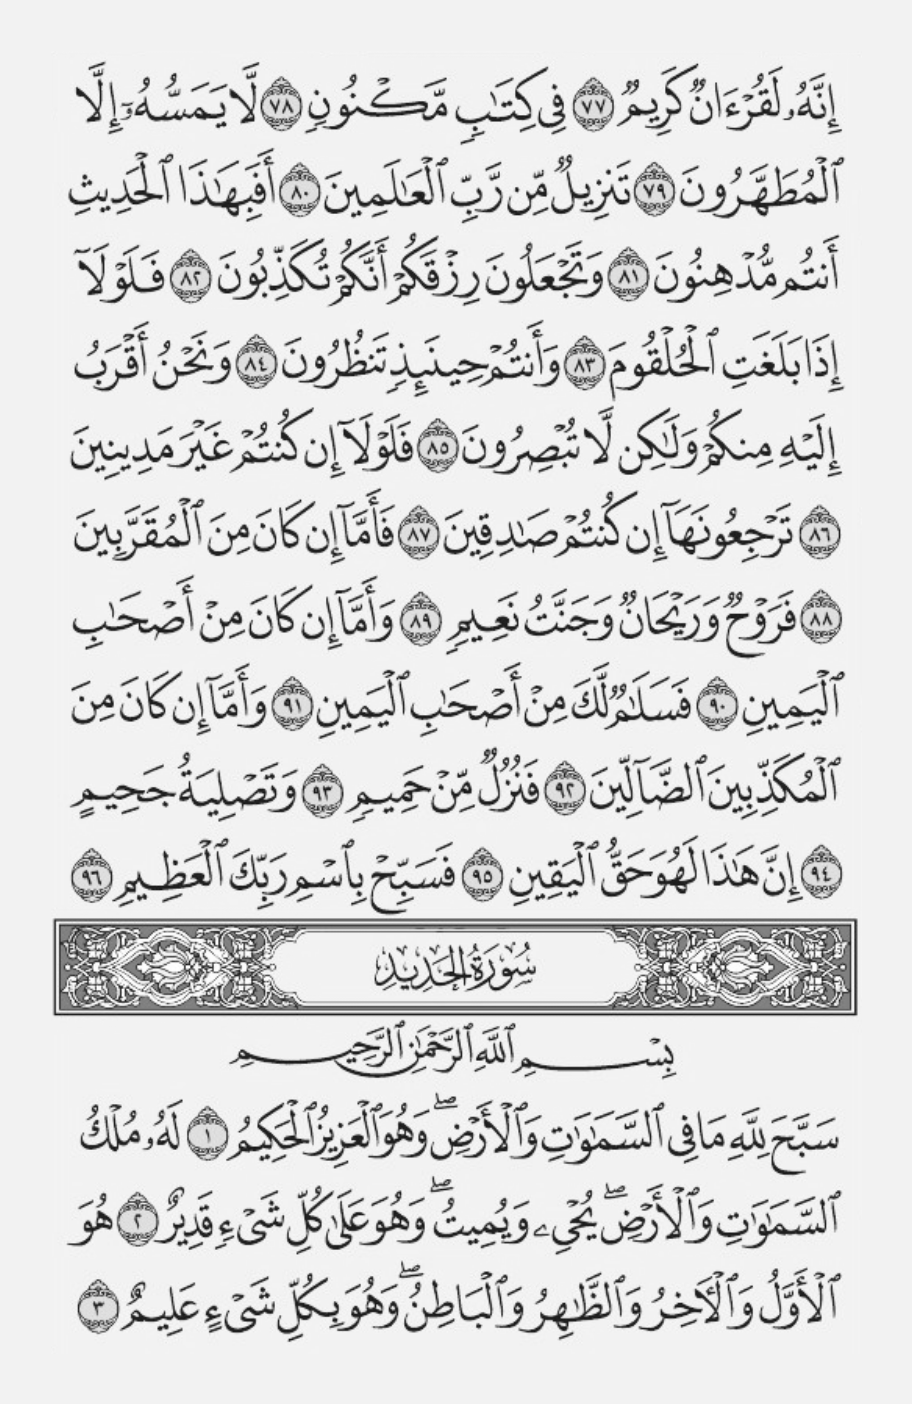 إِنَّهُۥ لَقُرْءَانٌ كَرِيمٌ ٧٧ فِى كِتَٰبٍ مَّكْنُونٍ ٧٨ لَّا يَمَسُّهُۥٓ إِلَّا
ٱلْمُطَهَّرُونَ ٧٩ تَنزِيلٌ مِّن رَّبِّ ٱلْعَٰلَمِينَ ٨٠ أَفَبِهَٰذَا ٱلْحَدِيثِ
أَنتُم مُّدْهِنُونَ ٨١ وَتَجْعَلُونَ رِزْقَكُمْ أَنَّكُمْ تُكَذِّبُونَ ٨٢ فَلَوْلَآ
إِذَا بَلَغَتِ ٱلْحُلْقُومَ ٨٣ وَأَنتُمْ حِينَئِذٍ تَنظُرُونَ ٨٤ وَنَحْنُ أَقْرَبُ
إِلَيْهِ مِنكُمْ وَلَٰكِن لَّا تُبْصِرُونَ ٨٥ فَلَوْلَآ إِن كُنتُمْ غَيْرَ مَدِينِينَ
٨٦ تَرْجِعُونَهَآ إِن كُنتُمْ صَٰدِقِينَ ٨٧ فَأَمَّآ إِن كَانَ مِنَ ٱلْمُقَرَّبِينَ
٨٨ فَرَوْحٌ وَرَيْحَانٌ وَجَنَّتُ نَعِيمٍ ٨٩ وَأَمَّآ إِن كَانَ مِنْ أَصْحَٰبِ
ٱلْيَمِينِ ٩٠ فَسَلَٰمٌ لَّكَ مِنْ أَصْحَٰبِ ٱلْيَمِينِ ٩١ وَأَمَّآ إِن كَانَ مِنَ
ٱلْمُكَذِّبِينَ ٱلضَّآلِّينَ ٩٢ فَنُزُلٌ مِّنْ حَمِيمٍ ٩٣ وَتَصْلِيَةُ جَحِيمٍ
٩٤ إِنَّ هَٰذَا لَهُوَ حَقُّ ٱلْيَقِينِ ٩٥ فَسَبِّحْ بِٱسْمِ رَبِّكَ ٱلْعَظِيمِ ٩٦
سُورَةُ الحَدِيدِ
بِسْمِ ٱللَّهِ ٱلرَّحْمَٰنِ ٱلرَّحِيمِ
سَبَّحَ لِلَّهِ مَا فِى ٱلسَّمَٰوَٰتِ وَٱلْأَرْضِ ۖ وَهُوَ ٱلْعَزِيزُ ٱلْحَكِيمُ ١ لَهُۥ مُلْكُ
ٱلسَّمَٰوَٰتِ وَٱلْأَرْضِ ۖ يُحْىِۦ وَيُمِيتُ ۖ وَهُوَ عَلَىٰ كُلِّ شَىْءٍ قَدِيرٌ ٢ هُوَ
ٱلْأَوَّلُ وَٱلْءَاخِرُ وَٱلظَّٰهِرُ وَٱلْبَاطِنُ ۖ وَهُوَ بِكُلِّ شَىْءٍ عَلِيمٌ ٣